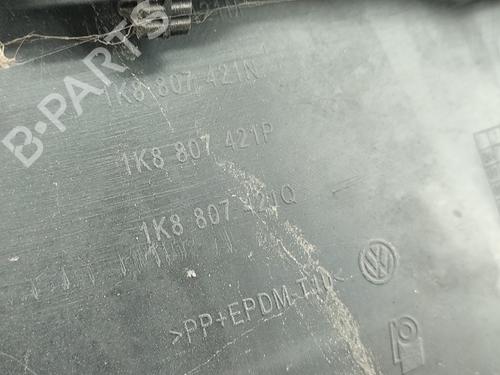 B-PARTS
1K8 807 421N
1K8 807 421P
1K8 807 421Q
>PP+EPDM-T10<